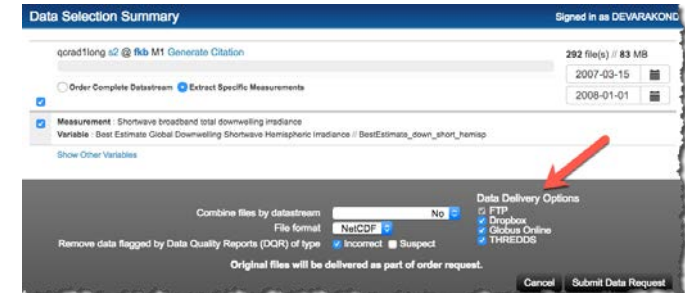 Data Selection Summary
Signed in as DEVARAKOND
qcrad1long s2 @ fkb M1 Generate Citation
292 file(s) // 83 MB
2007-03-15
Order Complete Datastream Extract Specific Measurements
2008-01-01
Measurement : Shortwave broadband total downwelling irradiance
Variable : Best Estimate Global Downwelling Shortwave Hemispheric Irradiance // BestEstimate_down_short_hemisp
Show Other Variables
Data Delivery Options
Combine files by datastream No
FTP
Dropbox
File format NetCDF
Globus Online
Remove data flagged by Data Quality Reports (DQR) of type Incorrect Suspect
THREDDS
Original files will be delivered as part of order request.
Cancel Submit Data Request